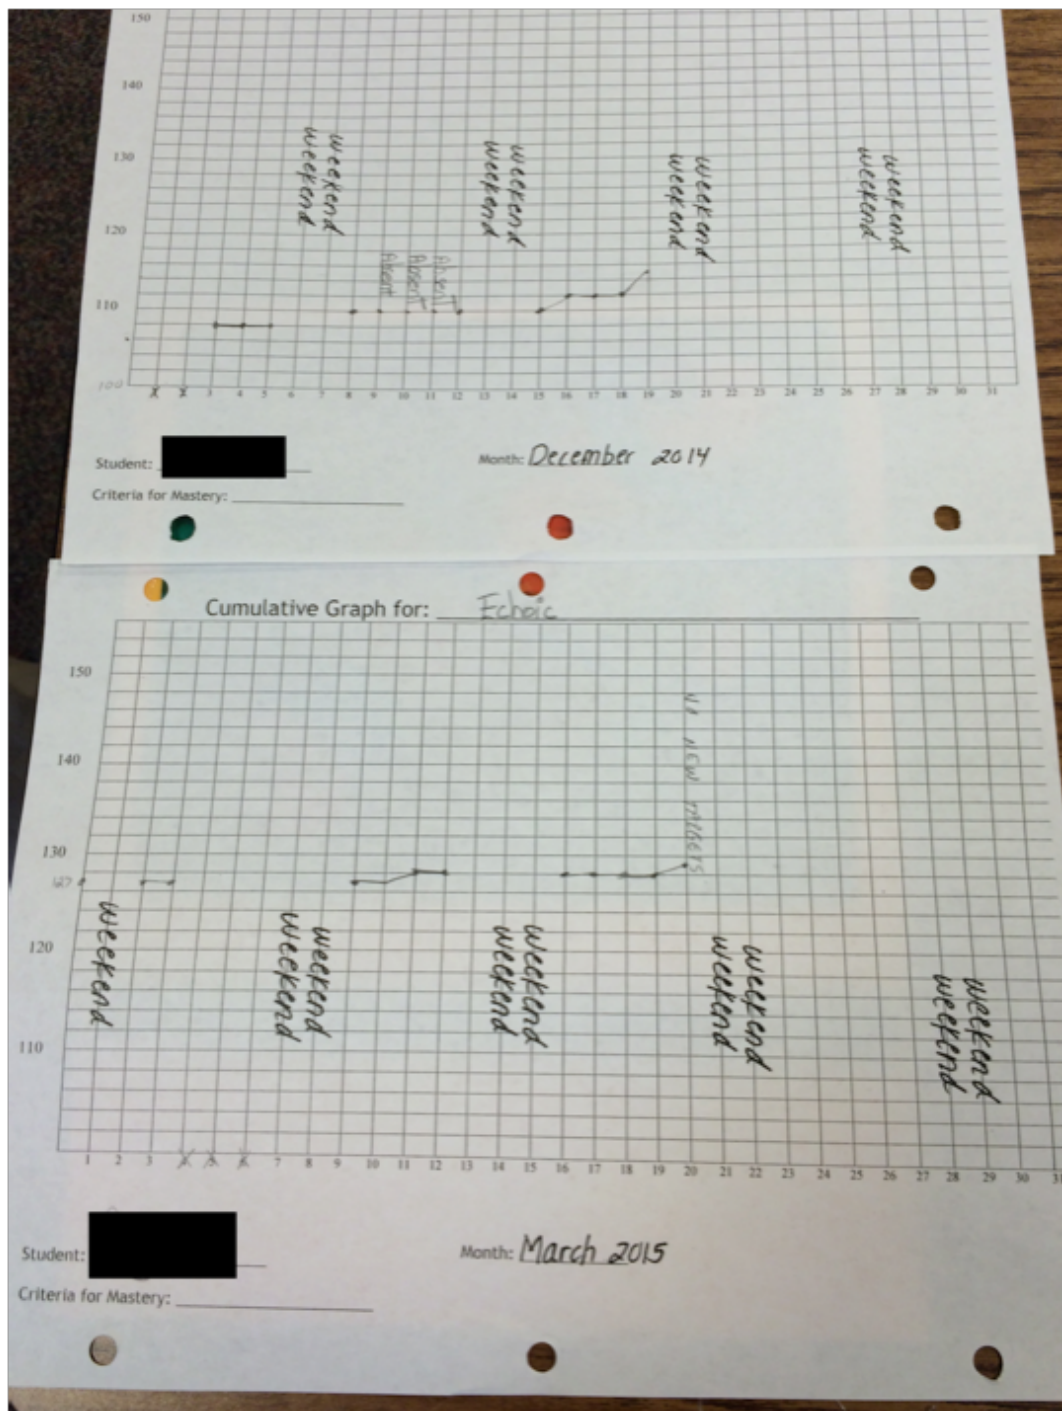 150
140
130
120
110
100
weekend
weekend
weekend
weekend
weekend
weekend
weekend
weekend
Absent
Absent
Absent
X X 3 4 5 6 7 8 9 10 11 12 13 14 15 16 17 18 19 20 21 22 23 24 25 26 27 28 29 30 31
Student:
Month: December 2014
Criteria for Mastery:
Cumulative Graph for: Echoic
150
140
130
127
120
110
NO NEW TARGETS
weekend
weekend
weekend
weekend
weekend
weekend
weekend
weekend
weekend
1 2 3 4 5 6 7 8 9 10 11 12 13 14 15 16 17 18 19 20 21 22 23 24 25 26 27 28 29 30 31
Student:
Month: March 2015
Criteria for Mastery: